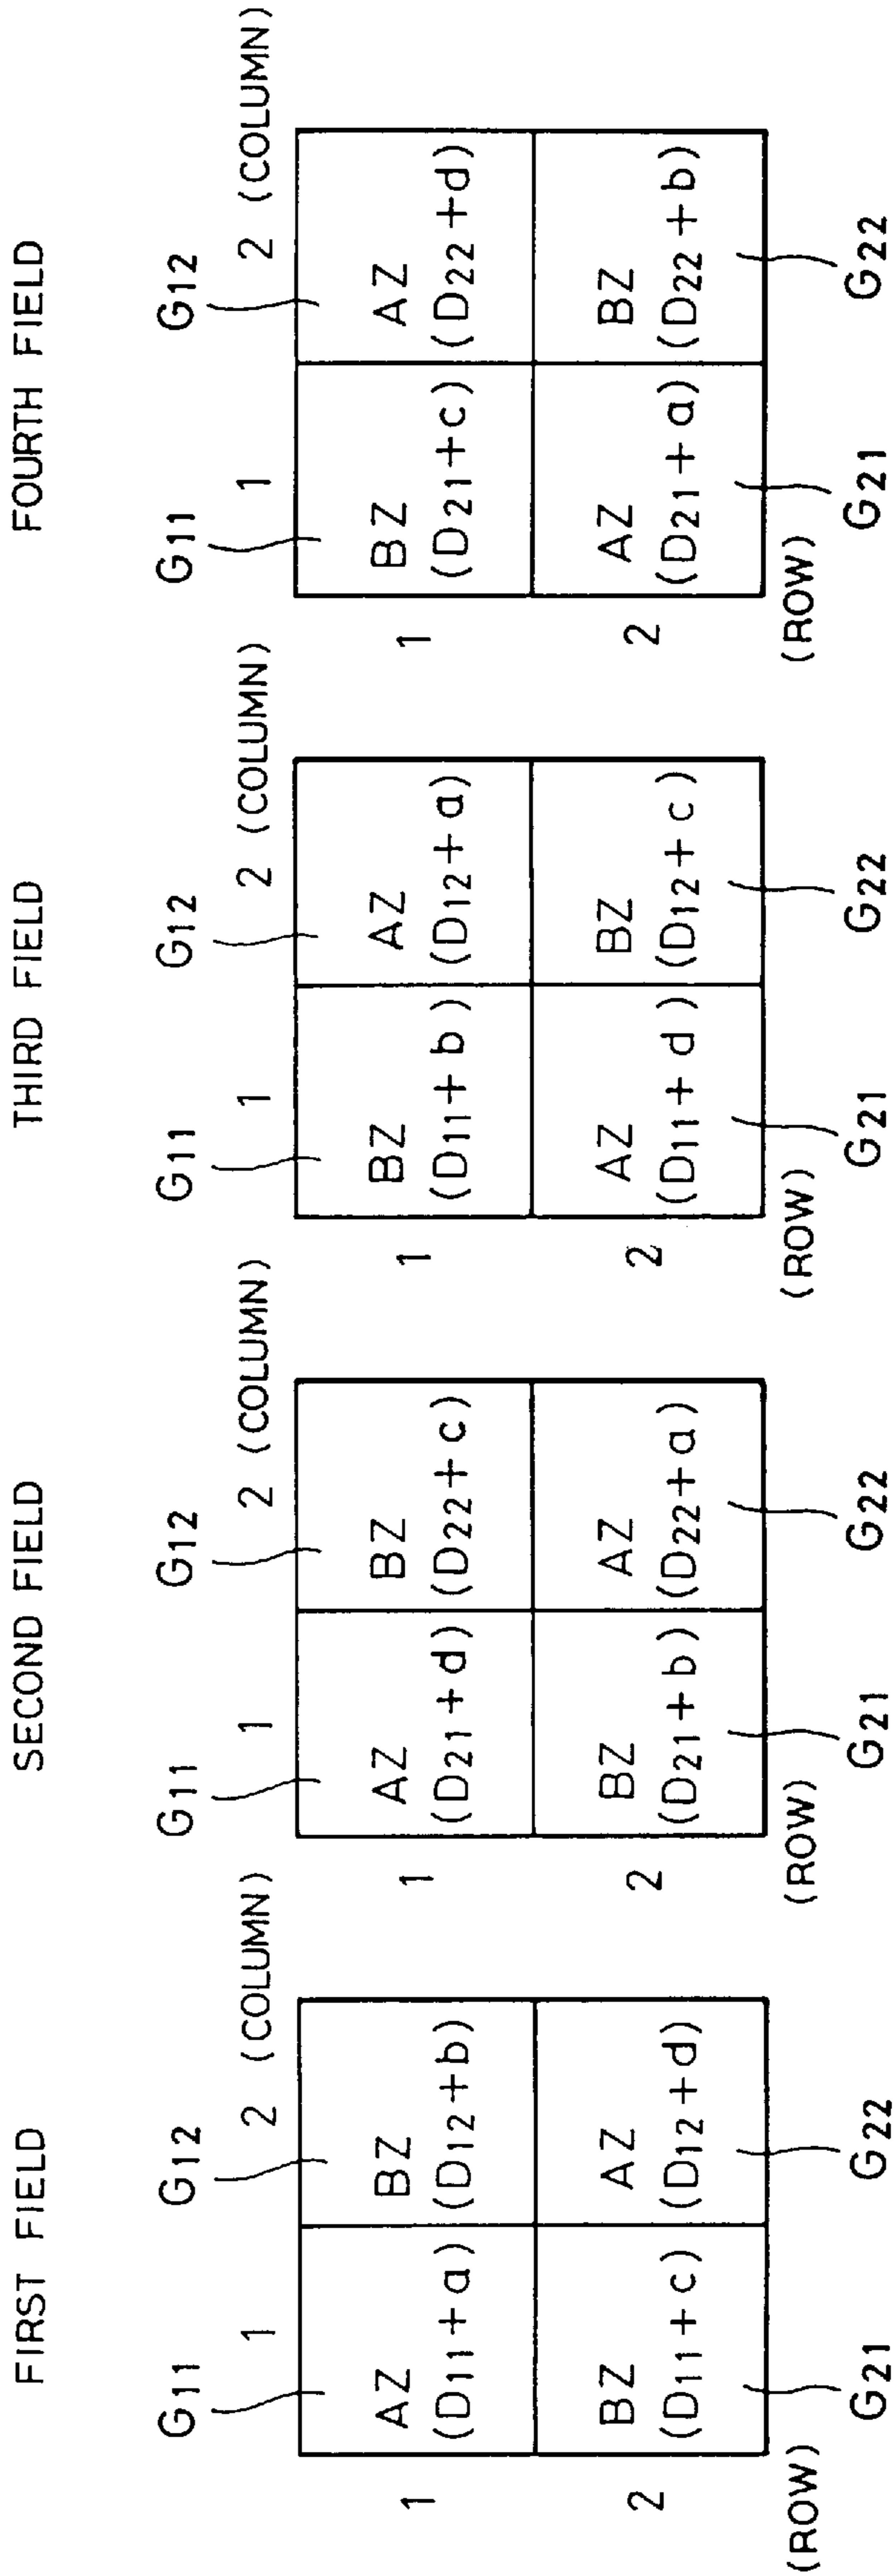 FIRST FIELD
G11 G12
1 2 (COLUMN)
1
AZ
(D11+a)
BZ
(D12+b)
2
BZ
(D11+c)
AZ
(D12+d)
(ROW)
G21 G22
SECOND FIELD
G11 G12
1 2 (COLUMN)
1
AZ
(D21+d)
BZ
(D22+c)
2
BZ
(D21+b)
AZ
(D22+a)
(ROW)
G21 G22
THIRD FIELD
G11 G12
1 2 (COLUMN)
1
BZ
(D11+b)
AZ
(D12+a)
2
AZ
(D11+d)
BZ
(D12+c)
(ROW)
G21 G22
FOURTH FIELD
G11 G12
1 2 (COLUMN)
1
BZ
(D21+c)
AZ
(D22+d)
2
AZ
(D21+a)
BZ
(D22+b)
(ROW)
G21 G22